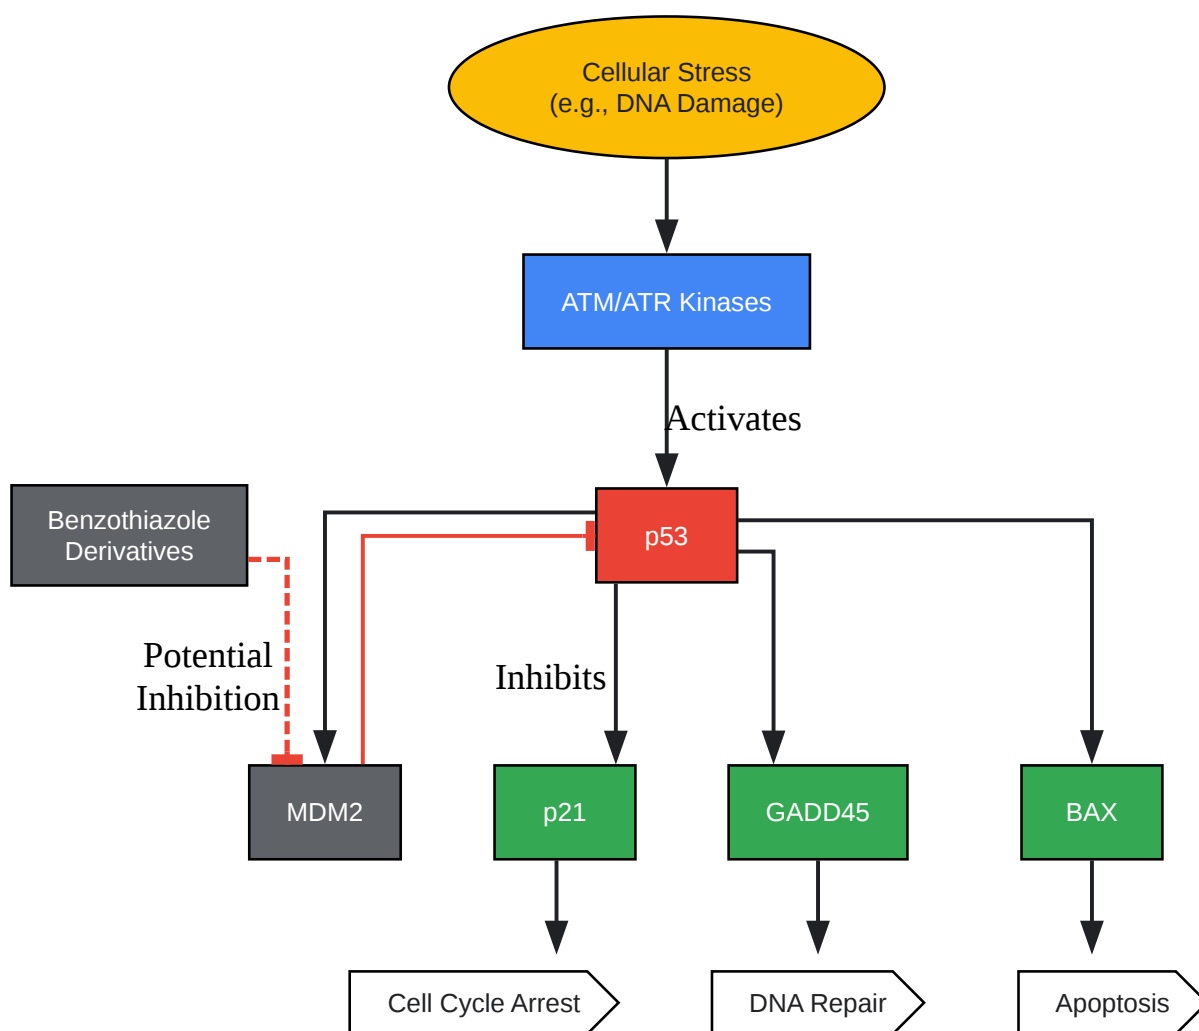 Cellular Stress
(e.g., DNA Damage)
ATM/ATR Kinases
Activates
Benzothiazole
Derivatives
p53
Potential
Inhibition
Inhibits
MDM2
p21
GADD45
BAX
Cell Cycle Arrest
DNA Repair
Apoptosis